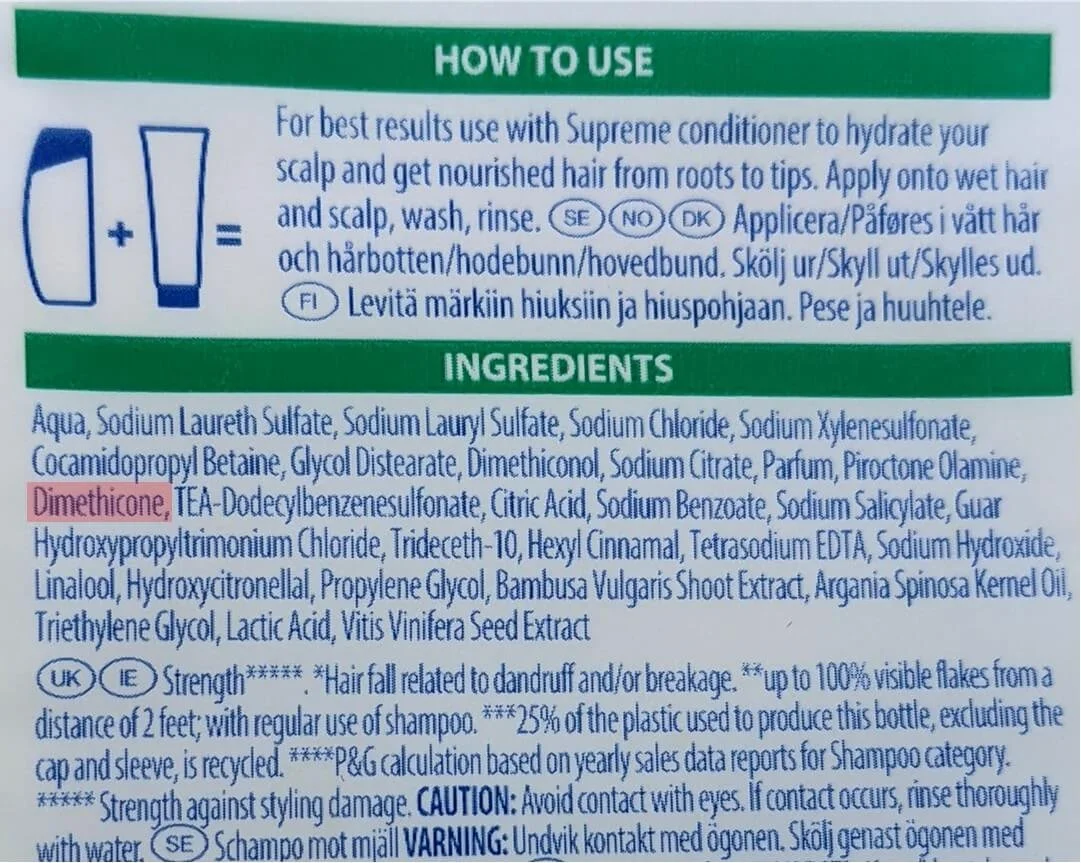 HOW TO USE
For best results use with Supreme conditioner to hydrate your
scalp and get nourished hair from roots to tips. Apply onto wet hair
and scalp, wash, rinse. SE NO DK Applicera/Påføres i vått hår
och hårbotten/hodebunn/hovedbund. Skölj ur/Skyll ut/Skylles ud.
FI Levitä märkiin hiuksiin ja hiuspohjaan. Pese ja huuhtele.
+ =
INGREDIENTS
Aqua, Sodium Laureth Sulfate, Sodium Lauryl Sulfate, Sodium Chloride, Sodium Xylenesulfonate,
Cocamidopropyl Betaine, Glycol Distearate, Dimethiconol, Sodium Citrate, Parfum, Piroctone Olamine,
Dimethicone, TEA-Dodecylbenzenesulfonate, Citric Acid, Sodium Benzoate, Sodium Salicylate, Guar
Hydroxypropyltrimonium Chloride, Trideceth-10, Hexyl Cinnamal, Tetrasodium EDTA, Sodium Hydroxide,
Linalool, Hydroxycitronellal, Propylene Glycol, Bambusa Vulgaris Shoot Extract, Argania Spinosa Kernel Oil,
Triethylene Glycol, Lactic Acid, Vitis Vinifera Seed Extract
UK IE Strength*****. *Hair fall related to dandruff and/or breakage. **up to 100% visible flakes from a
distance of 2 feet; with regular use of shampoo. ***25% of the plastic used to produce this bottle, excluding the
cap and sleeve, is recycled. ****P&G calculation based on yearly sales data reports for Shampoo category.
***** Strength against styling damage. CAUTION: Avoid contact with eyes. If contact occurs, rinse thoroughly
with water. SE Schampo mot mjäll VARNING: Undvik kontakt med ögonen. Skölj genast ögonen med